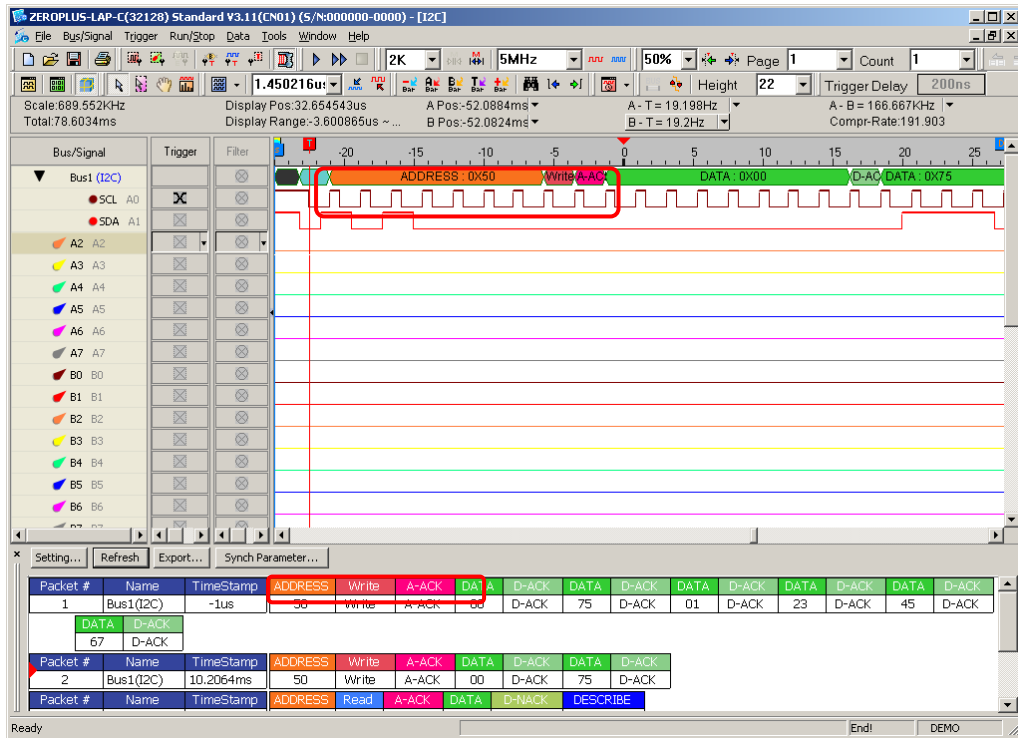 ZEROPLUS-LAP-C(32128) Standard V3.11(CN01) (S/N:000000-0000) - [I2C]
File Bus/Signal Trigger Run/Stop Data Tools Window Help
2K 5MHz 50% Page 1 Count 1
Bar Bar Bar Bar Bar Height 22 Trigger Delay 200ns
Scale:689.552KHz Display Pos:32.654543us A Pos:-52.0884ms A - T = 19.198Hz A - B = 166.667KHz
Total:78.6034ms Display Range:-3.600865us ~ ... B Pos:-52.0824ms B - T = 19.2Hz Compr-Rate:191.903
Bus/Signal Trigger Filter -20 -15 -10 -5 0 5 10 15 20 25
Bus1 (I2C) ADDRESS : 0X50 Write A-ACK DATA : 0X00 D-AC DATA : 0X75
SCL A0
SDA A1
A2 A2
A3 A3
A4 A4
A5 A5
A6 A6
A7 A7
B0 B0
B1 B1
B2 B2
B3 B3
B4 B4
B5 B5
B6 B6
Setting... Refresh Export... Synch Parameter...
Packet # Name TimeStamp ADDRESS Write A-ACK DATA D-ACK DATA D-ACK DATA D-ACK DATA D-ACK DATA D-ACK
1 Bus1(I2C) -1us 50 Write A-ACK 00 D-ACK 75 D-ACK 01 D-ACK 23 D-ACK 45 D-ACK
DATA D-ACK
67 D-ACK
Packet # Name TimeStamp ADDRESS Write A-ACK DATA D-ACK DATA D-ACK
2 Bus1(I2C) 10.2064ms 50 Write A-ACK 00 D-ACK 75 D-ACK
Packet # Name TimeStamp ADDRESS Read A-ACK DATA D-NACK DESCRIBE
Ready End! DEMO